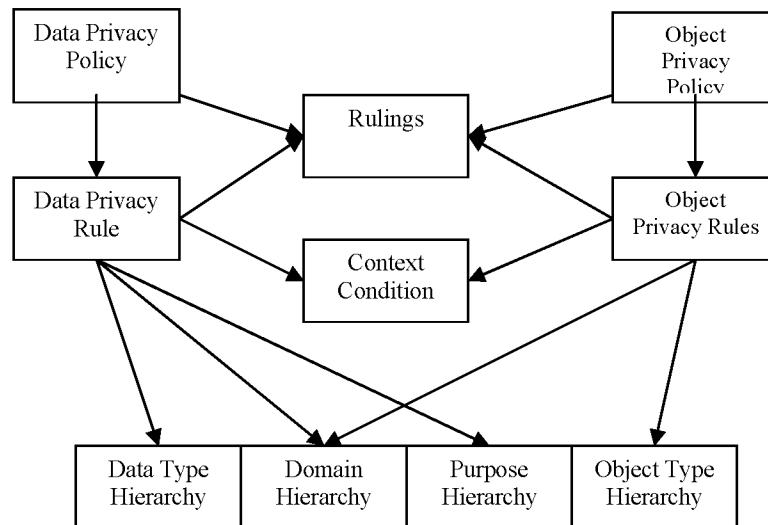 Data Privacy
Policy
Object
Privacy
Policy
Rulings
Data Privacy
Rule
Object
Privacy Rules
Context
Condition
Data Type
Hierarchy
Domain
Hierarchy
Purpose
Hierarchy
Object Type
Hierarchy